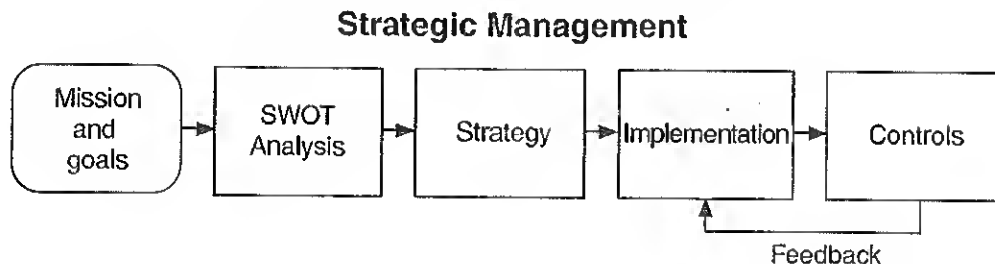 Strategic Management
Mission
and
goals
SWOT
Analysis
Strategy
Implementation
Controls
Feedback